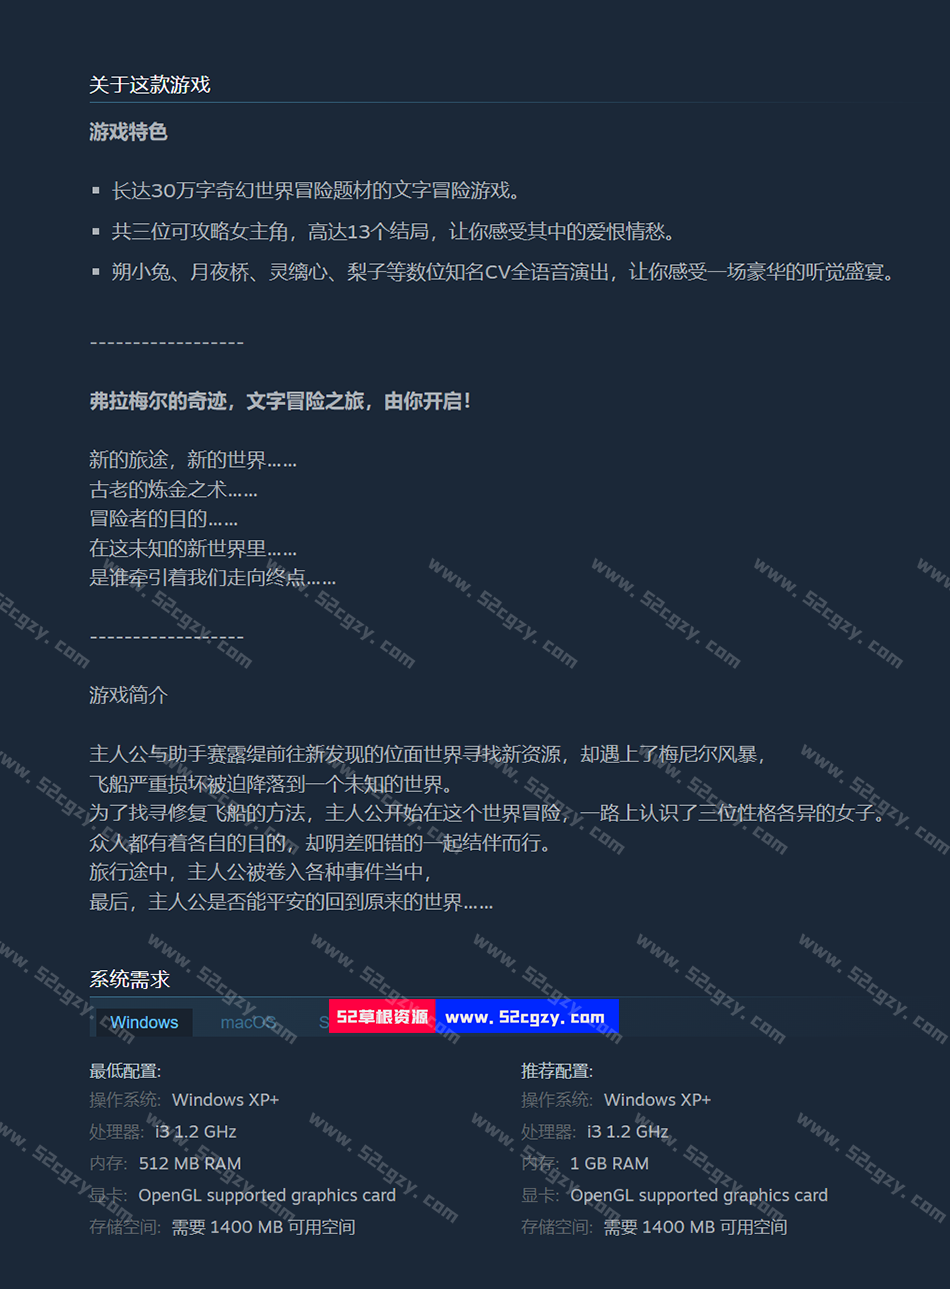 关于这款游戏
游戏特色
▪ 长达30万字奇幻世界冒险题材的文字冒险游戏。
▪ 共三位可攻略女主角，高达13个结局，让你感受其中的爱恨情愁。
▪ 朔小兔、月夜桥、灵缡心、梨子等数位知名CV全语音演出，让你感受一场豪华的听觉盛宴。
------------------
弗拉梅尔的奇迹，文字冒险之旅，由你开启！
新的旅途，新的世界……
古老的炼金之术……
冒险者的目的……
在这未知的新世界里……
是谁牵引着我们走向终点……
------------------
游戏简介
主人公与助手赛露缇前往新发现的位面世界寻找新资源，却遇上了梅尼尔风暴，
飞船严重损坏被迫降落到一个未知的世界。
为了找寻修复飞船的方法，主人公开始在这个世界冒险，一路上认识了三位性格各异的女子。
众人都有着各自的目的，却阴差阳错的一起结伴而行。
旅行途中，主人公被卷入各种事件当中，
最后，主人公是否能平安的回到原来的世界……
系统需求
Windows macOS S
52草根资源 www.52cgzy.com
最低配置: 推荐配置:
操作系统: Windows XP+ 操作系统: Windows XP+
处理器: i3 1.2 GHz 处理器: i3 1.2 GHz
内存: 512 MB RAM 内存: 1 GB RAM
显卡: OpenGL supported graphics card 显卡: OpenGL supported graphics card
存储空间: 需要 1400 MB 可用空间 存储空间: 需要 1400 MB 可用空间
www.52cgzy.com